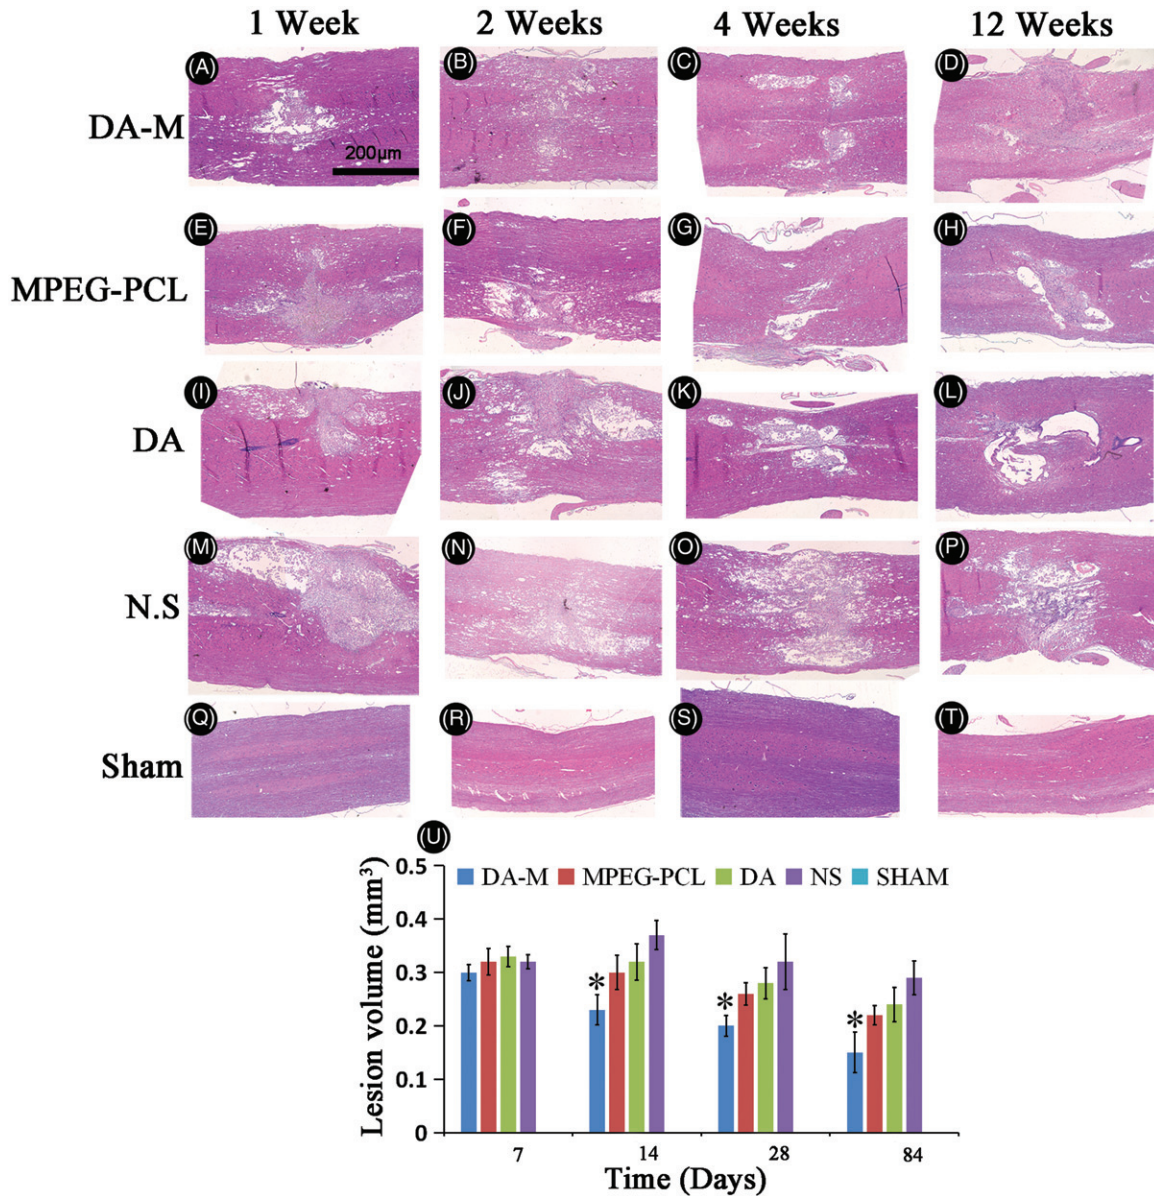 1 Week 2 Weeks 4 Weeks 12 Weeks
(A) (B) (C) (D)
DA-M
200μm
(E) (F) (G) (H)
MPEG-PCL
(I) (J) (K) (L)
DA
(M) (N) (O) (P)
N.S
(Q) (R) (S) (T)
Sham
(U)
0.5
DA-M MPEG-PCL DA NS SHAM
0.4
0.3
* * *
0.2
0.1
0
Lesion volume (mm³)
7 14 28 84
Time (Days)